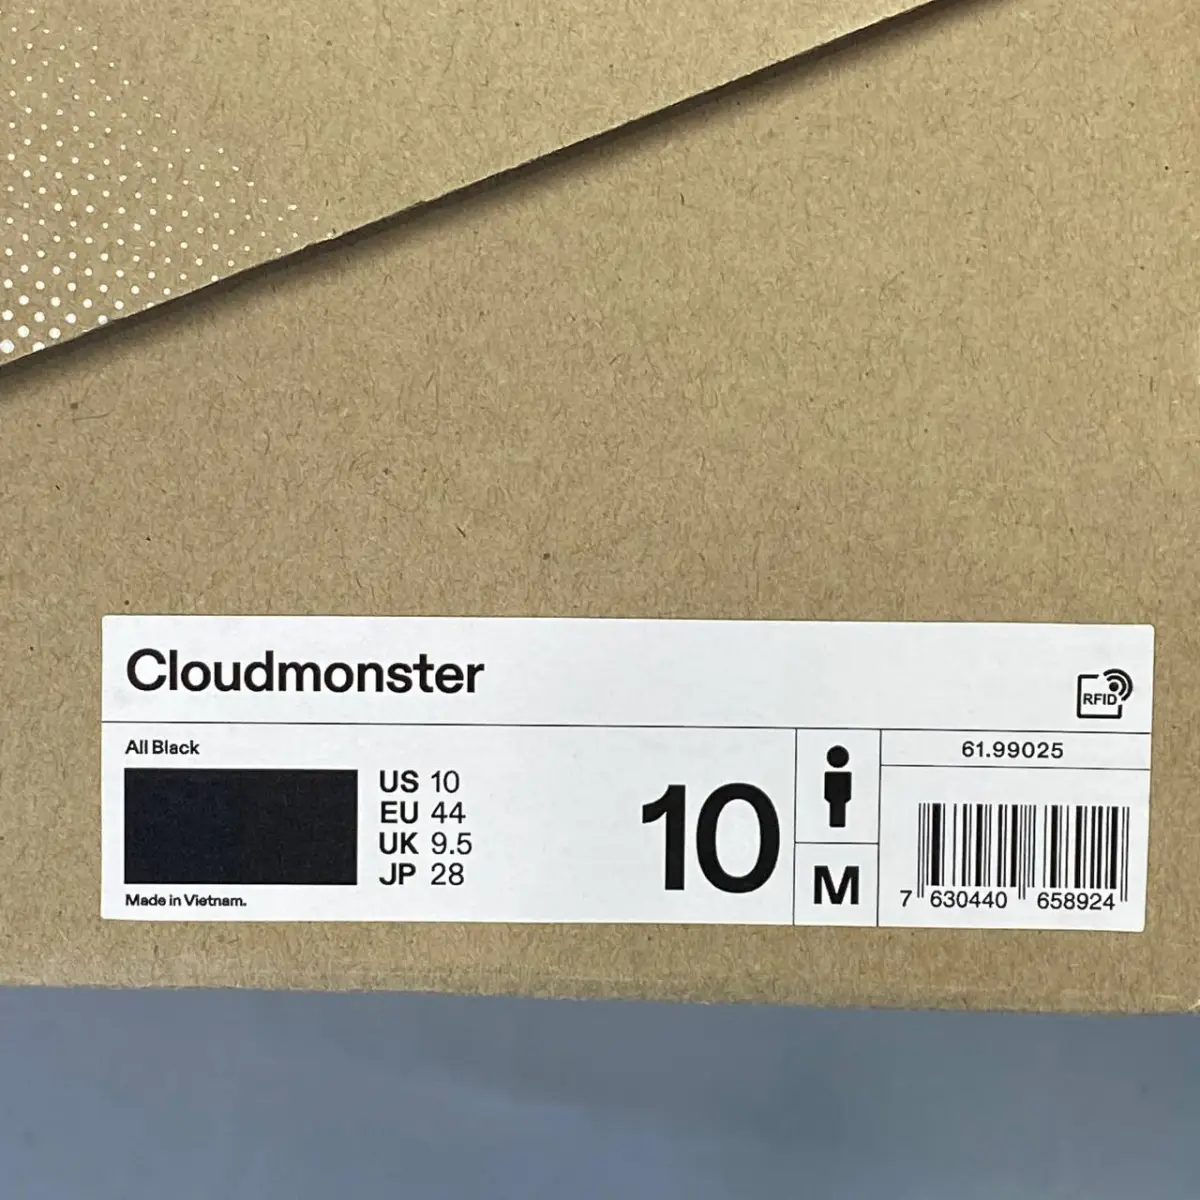 Cloudmonster
RFID
All Black
US 10
EU 44
UK 9.5
JP 28
Made in Vietnam.
10
M
61.99025
7 630440 658924